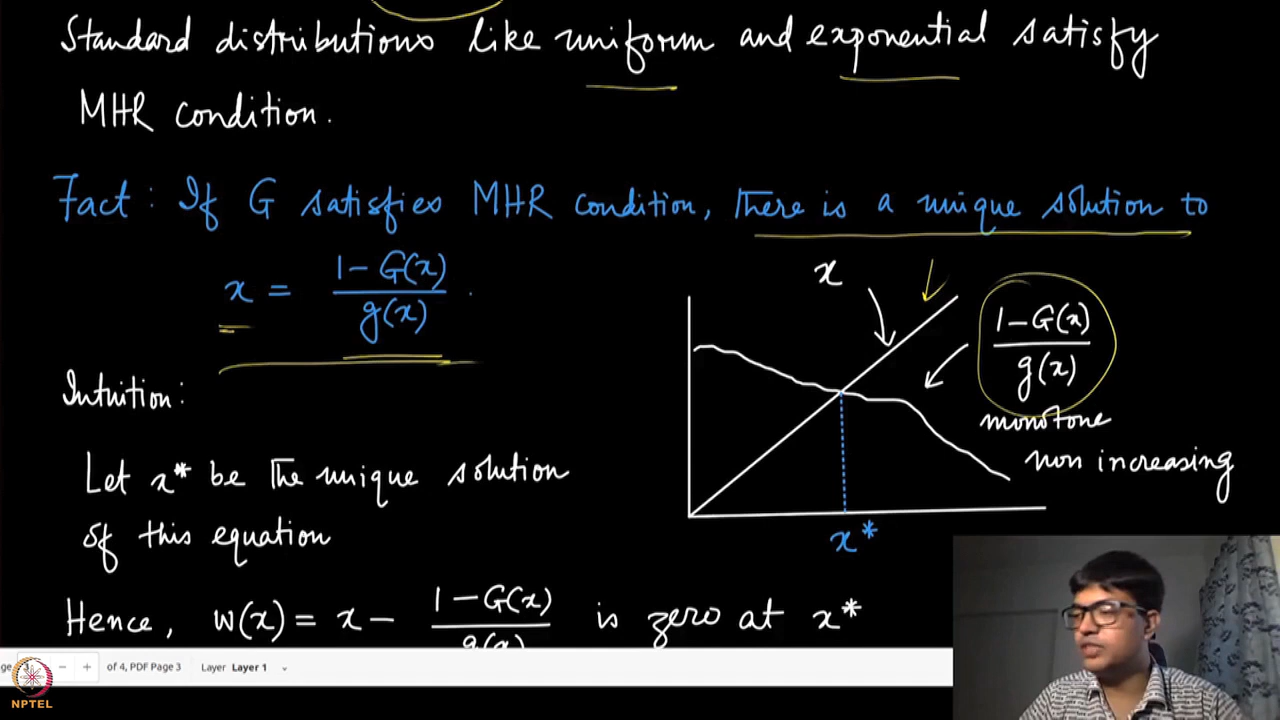 Standard distributions like uniform and exponential satisfy
MHR condition.
Fact : If G satisfies MHR condition, there is a unique solution to
x = (1 - G(x)) / g(x)
x
(1 - G(x)) / g(x)
monotone
non increasing
x*
Intuition :
Let x* be the unique solution
of this equation
Hence, w(x) = x - (1 - G(x)) / g(x) is zero at x*
of 4, PDF Page 3
Layer Layer 1
NPTEL